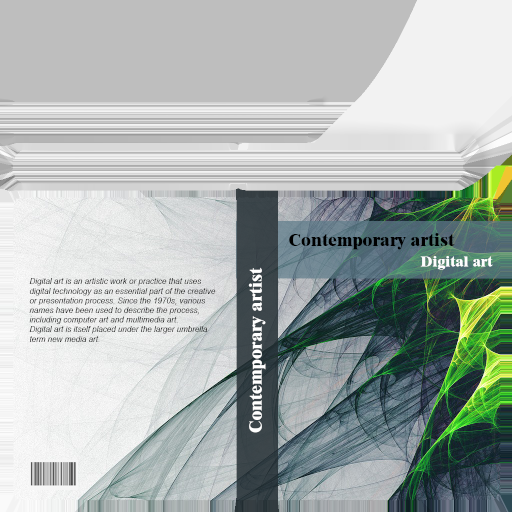 Contemporary artist
Digital art
Contemporary artist
Digital art is an artistic work or practice that uses
digital technology as an essential part of the creative
or presentation process. Since the 1970s, various
names have been used to describe the process,
including computer art and multimedia art.
Digital art is itself placed under the larger umbrella
term new media art.